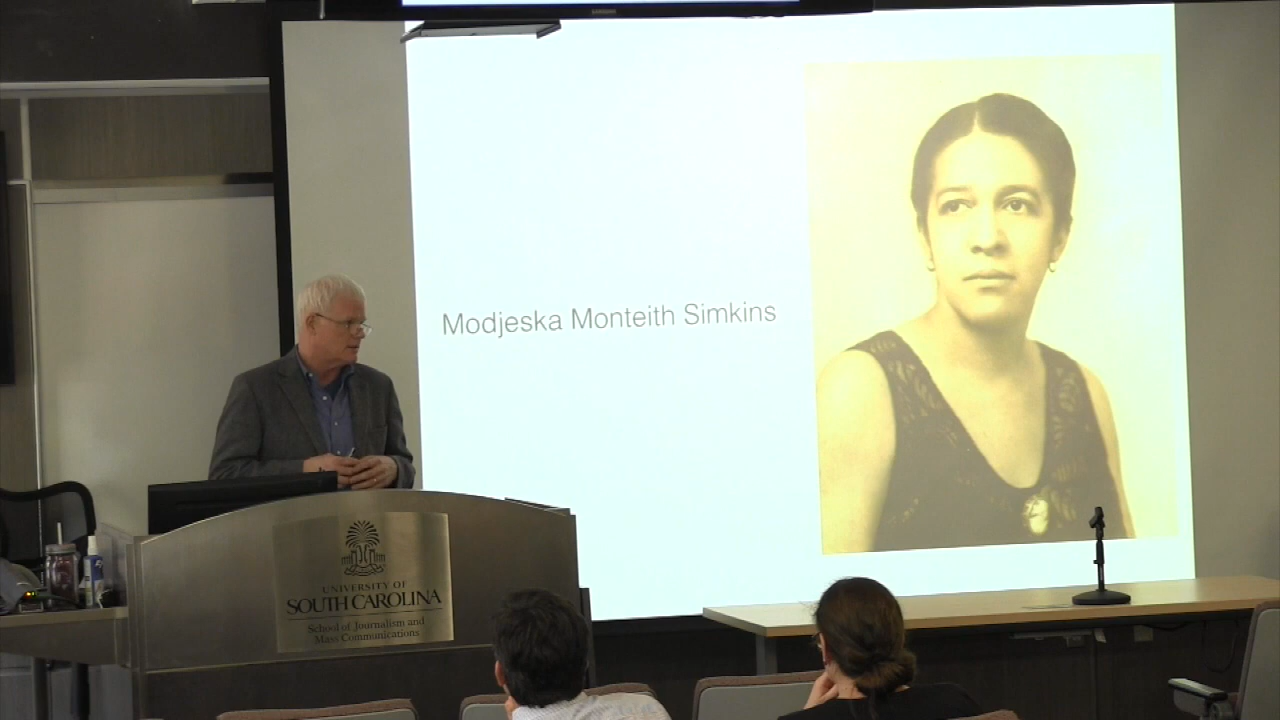 Modjeska Monteith Simkins
UNIVERSITY OF
SOUTH CAROLINA
School of Journalism and
Mass Communications